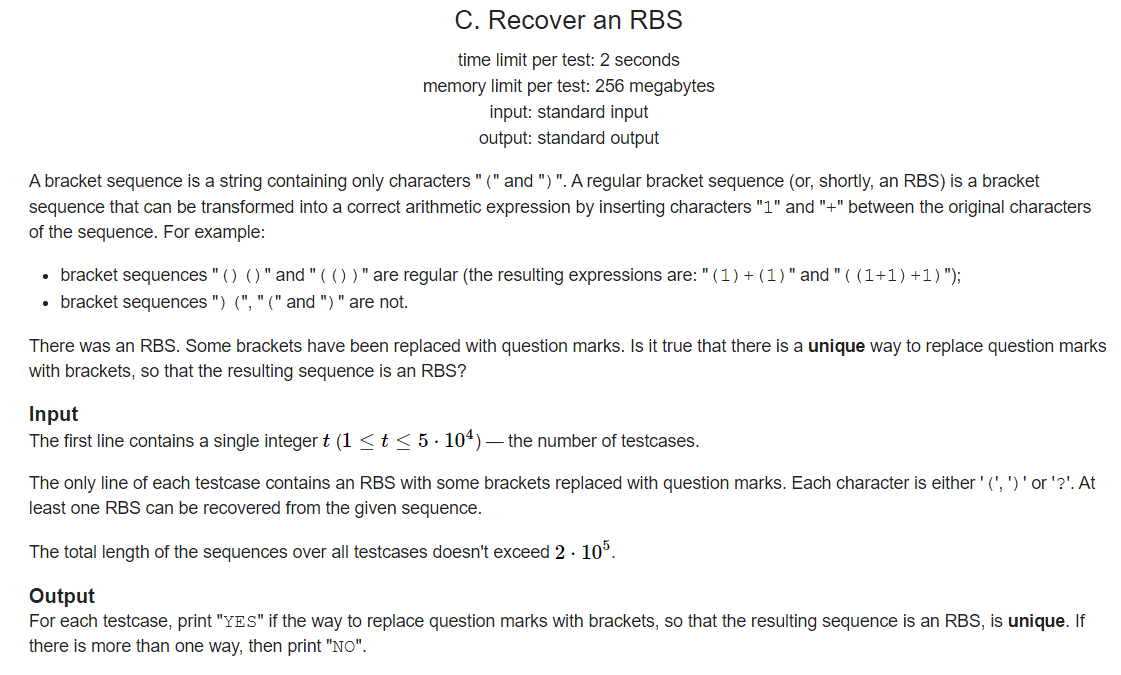 C. Recover an RBS
time limit per test: 2 seconds
memory limit per test: 256 megabytes
input: standard input
output: standard output
A bracket sequence is a string containing only characters "(" and ")". A regular bracket sequence (or, shortly, an RBS) is a bracket
sequence that can be transformed into a correct arithmetic expression by inserting characters "1" and "+" between the original characters
of the sequence. For example:
• bracket sequences "()()" and "(())" are regular (the resulting expressions are: "(1)+(1)" and "((1+1)+1)");
• bracket sequences ")(", "(" and ")" are not.
There was an RBS. Some brackets have been replaced with question marks. Is it true that there is a unique way to replace question marks
with brackets, so that the resulting sequence is an RBS?
Input
The first line contains a single integer t (1 ≤ t ≤ 5 · 10⁴) — the number of testcases.
The only line of each testcase contains an RBS with some brackets replaced with question marks. Each character is either '(', ')' or '?'. At
least one RBS can be recovered from the given sequence.
The total length of the sequences over all testcases doesn't exceed 2 · 10⁵.
Output
For each testcase, print "YES" if the way to replace question marks with brackets, so that the resulting sequence is an RBS, is unique. If
there is more than one way, then print "NO".